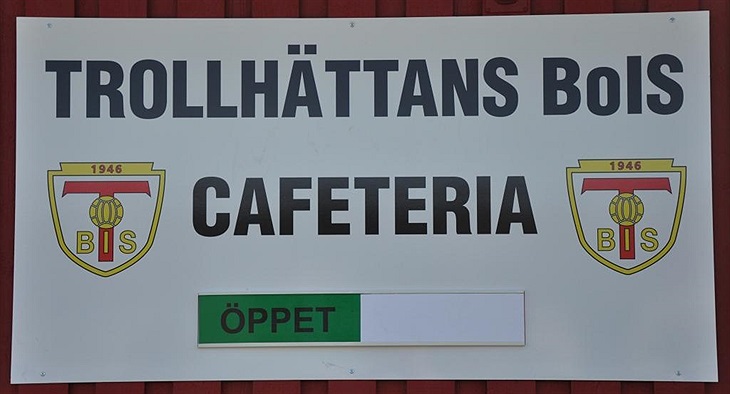 TROLLHÄTTANS BoIS
1946
BIS
CAFETERIA
1946
BIS
ÖPPET